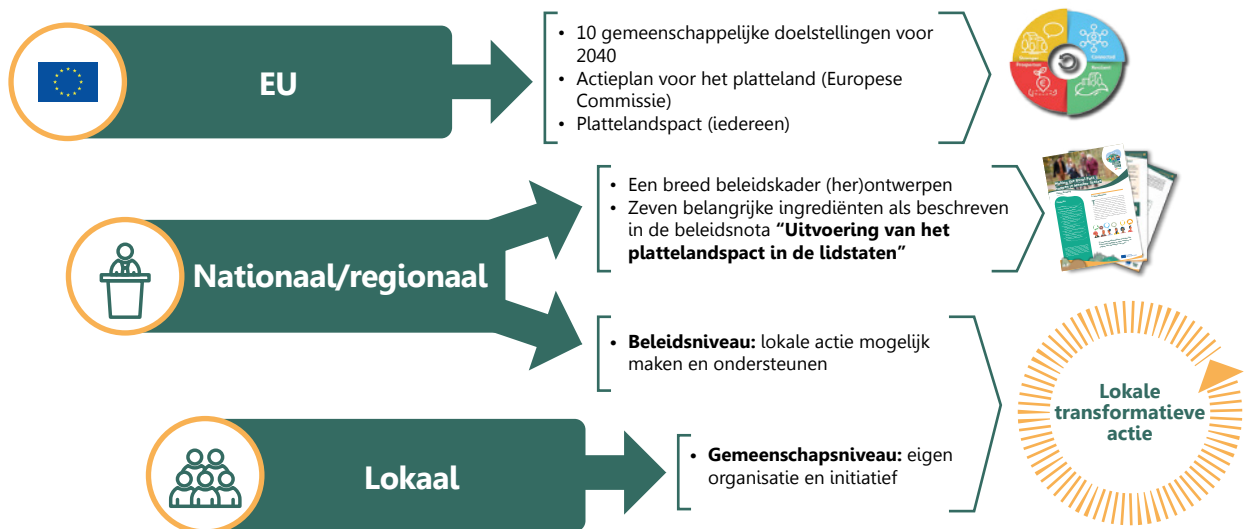 EU
• 10 gemeenschappelijke doelstellingen voor
2040
• Actieplan voor het platteland (Europese
Commissie)
• Plattelandspact (iedereen)
Nationaal/regionaal
• Een breed beleidskader (her)ontwerpen
• Zeven belangrijke ingrediënten als beschreven
in de beleidsnota “Uitvoering van het
plattelandspact in de lidstaten”
• Beleidsniveau: lokale actie mogelijk
maken en ondersteunen
Lokaal
• Gemeenschapsniveau: eigen
organisatie en initiatief
Lokale
transformatieve
actie